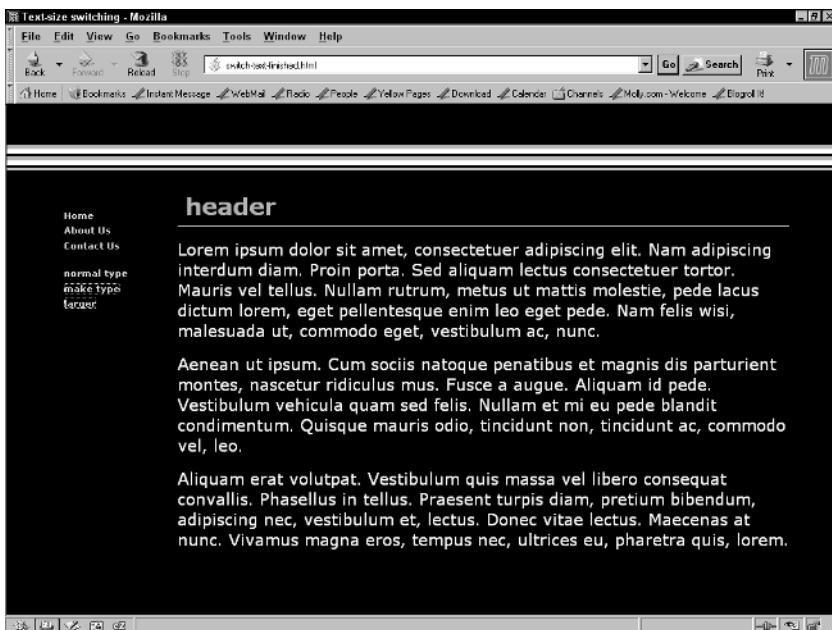 Text-size switching - Mozilla
File Edit View Go Bookmarks Tools Window Help
Back Forward Reload Stop switch-text-finished.html Go Search Print
Home Bookmarks Instant Message WebMail Radio People Yellow Pages Download Calendar Channels Molly.com - Welcome Blogroll It!
header
Home
About Us
Contact Us
normal type
make type
larger
Lorem ipsum dolor sit amet, consectetuer adipiscing elit. Nam adipiscing
interdum diam. Proin porta. Sed aliquam lectus consectetuer tortor.
Mauris vel tellus. Nullam rutrum, metus ut mattis molestie, pede lacus
dictum lorem, eget pellentesque enim leo eget pede. Nam felis wisi,
malesuada ut, commodo eget, vestibulum ac, nunc.
Aenean ut ipsum. Cum sociis natoque penatibus et magnis dis parturient
montes, nascetur ridiculus mus. Fusce a augue. Aliquam id pede.
Vestibulum vehicula quam sed felis. Nullam et mi eu pede blandit
condimentum. Quisque mauris odio, tincidunt non, tincidunt ac, commodo
vel, leo.
Aliquam erat volutpat. Vestibulum quis massa vel libero consequat
convallis. Phasellus in tellus. Praesent turpis diam, pretium bibendum,
adipiscing nec, vestibulum et, lectus. Donec vitae lectus. Maecenas at
nunc. Vivamus magna eros, tempus nec, ultrices eu, pharetra quis, lorem.